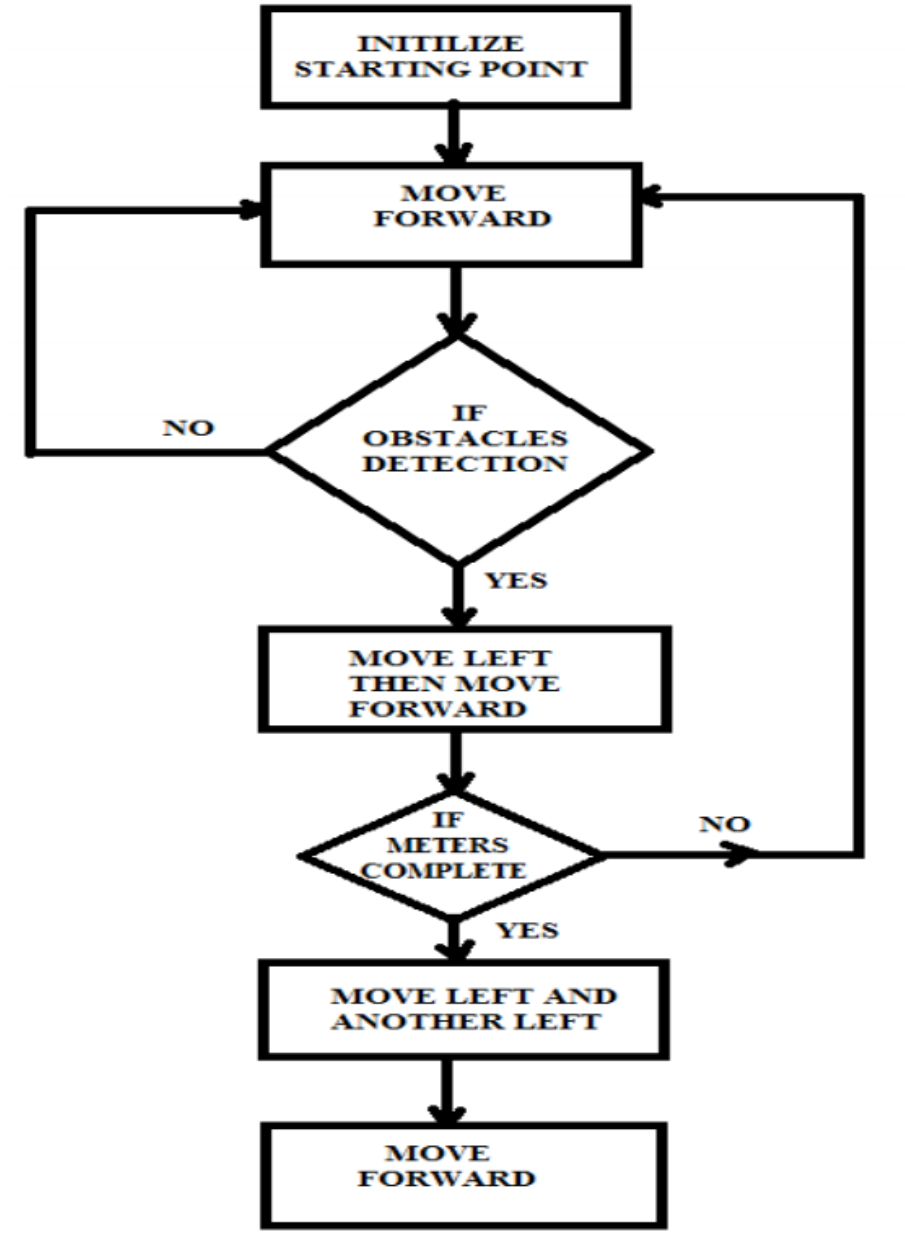 INITILIZE
STARTING POINT
MOVE
FORWARD
IF
OBSTACLES
DETECTION
NO
YES
MOVE LEFT
THEN MOVE
FORWARD
IF
METERS
COMPLETE
NO
YES
MOVE LEFT AND
ANOTHER LEFT
MOVE
FORWARD